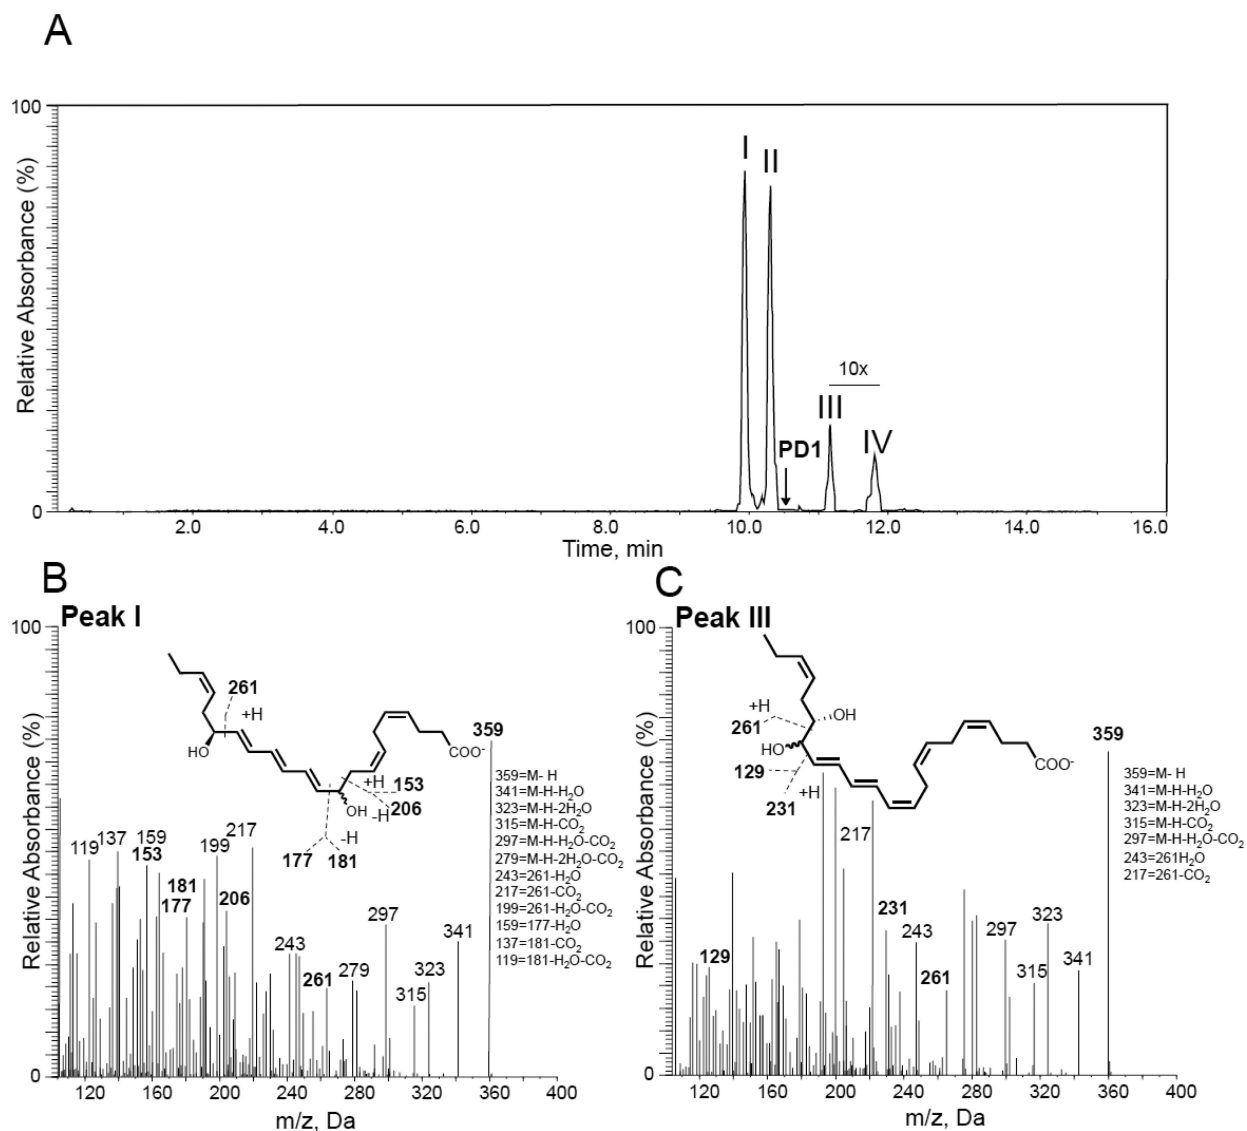 A
Relative Absorbance (%)
100
0
I
II
PD1
III
10x
IV
2.0
4.0
6.0
8.0
10.0
12.0
14.0
16.0
Time, min
B
Peak I
Relative Absorbance (%)
100
0
261
+H
HO
COO-
+H
153
OH
-H
206
-H
177
181
359
359=M- H
341=M-H-H2O
323=M-H-2H2O
315=M-H-CO2
297=M-H-H2O-CO2
279=M-H-2H2O-CO2
243=261-H2O
217=261-CO2
199=261-H2O-CO2
159=177-H2O
137=181-CO2
119=181-H2O-CO2
119
137
159
153
181
177
199
206
217
243
261
279
297
315
323
341
120
160
200
240
280
320
360
400
m/z, Da
C
Peak III
Relative Absorbance (%)
100
0
+H
OH
261
HO
129
231
+H
COO-
359
359=M- H
341=M-H-H2O
323=M-H-2H2O
315=M-H-CO2
297=M-H-H2O-CO2
279=M-H-2H2O-CO2
243=261H2O
217=261-CO2
129
217
231
243
261
297
315
323
341
120
160
200
240
280
320
360
400
m/z, Da